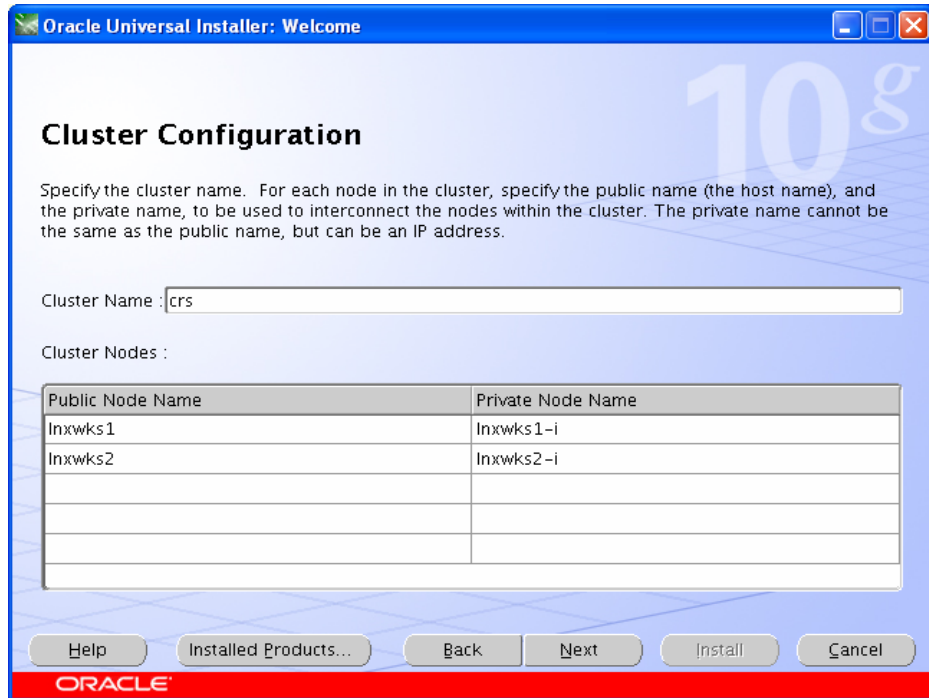 Oracle Universal Installer: Welcome
10g
Cluster Configuration
Specify the cluster name. For each node in the cluster, specify the public name (the host name), and
the private name, to be used to interconnect the nodes within the cluster. The private name cannot be
the same as the public name, but can be an IP address.
Cluster Name : crs
Cluster Nodes :
Public Node Name Private Node Name
lnxwks1 lnxwks1-i
lnxwks2 lnxwks2-i
Help Installed Products... Back Next Install Cancel
ORACLE